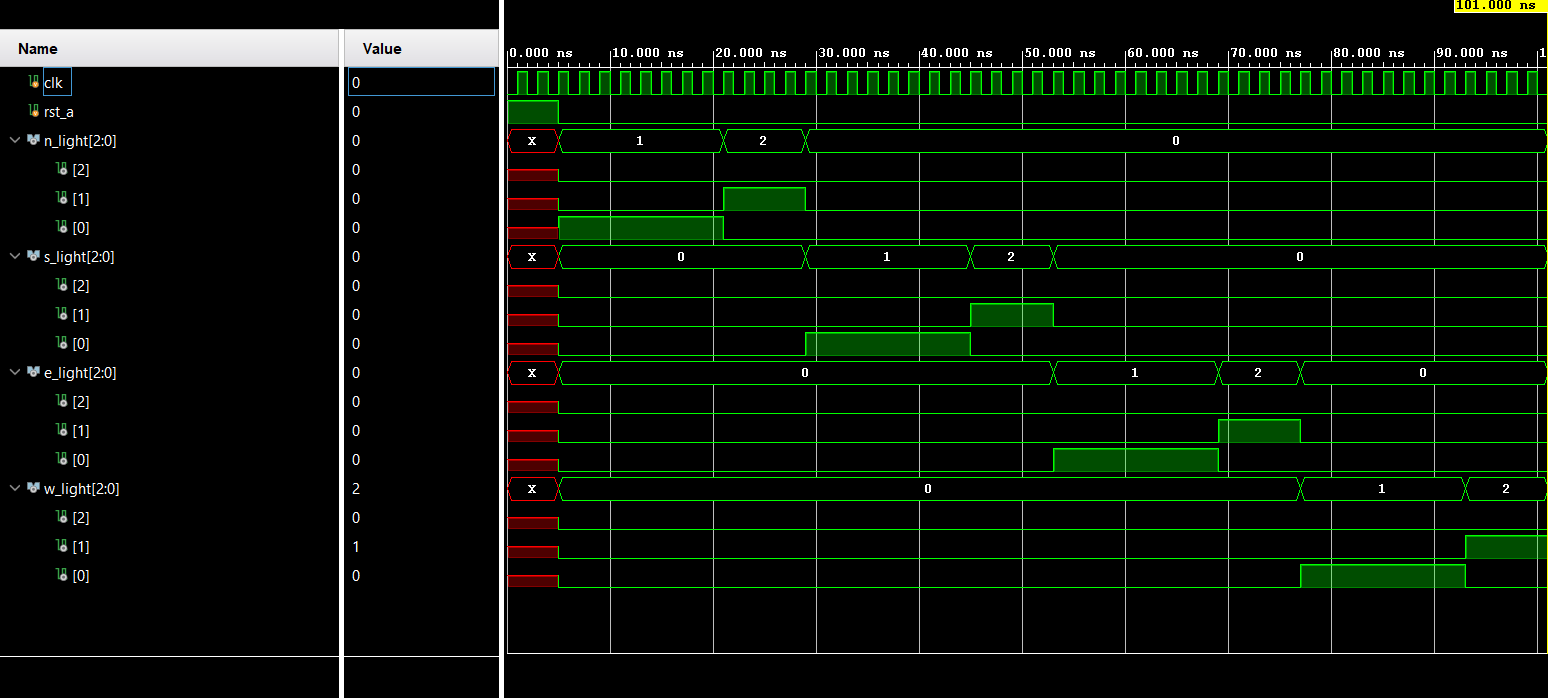 101.000 ns
Name Value
0.000 ns 10.000 ns 20.000 ns 30.000 ns 40.000 ns 50.000 ns 60.000 ns 70.000 ns 80.000 ns 90.000 ns 1
clk 0
rst_a 0
n_light[2:0] 0 X 1 2 0
[2] 0
[1] 0
[0] 0
s_light[2:0] 0 X 0 1 2 0
[2] 0
[1] 0
[0] 0
e_light[2:0] 0 X 0 1 2 0
[2] 0
[1] 0
[0] 0
w_light[2:0] 2 X 0 1 2
[2] 0
[1] 1
[0] 0